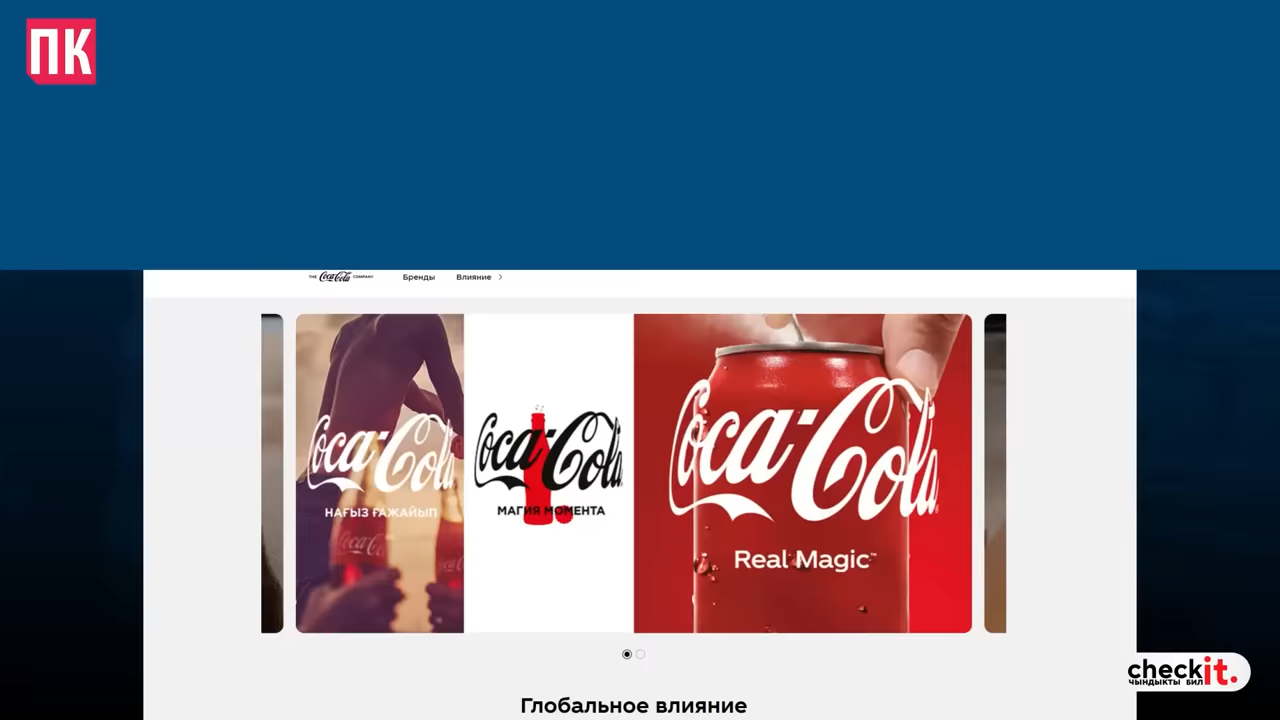 ПК
THE Coca-Cola COMPANY Бренды Влияние
Coca-Cola
НАҒЫЗ ҒАЖАЙЫП
Coca-Cola
МАГИЯ МОМЕНТА
Coca-Cola
Real Magic™
Глобальное влияние
checkit.
ЧЫНДЫКТЫ БИЛ